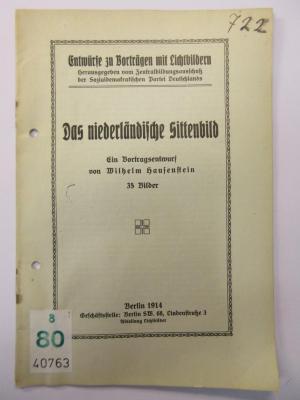 722
Entwürfe zu Vorträgen mit Lichtbildern
Herausgegeben vom Zentralbildungsausschuß
der Sozialdemokratischen Partei Deutschlands
Das niederländische Sittenbild
Ein Vortragsentwurf
von Wilhelm Hausenstein
35 Bilder
Berlin 1914
Geschäftsstelle: Berlin SW. 68, Lindenstraße 3
Abteilung Lichtbilder
8
80
40763